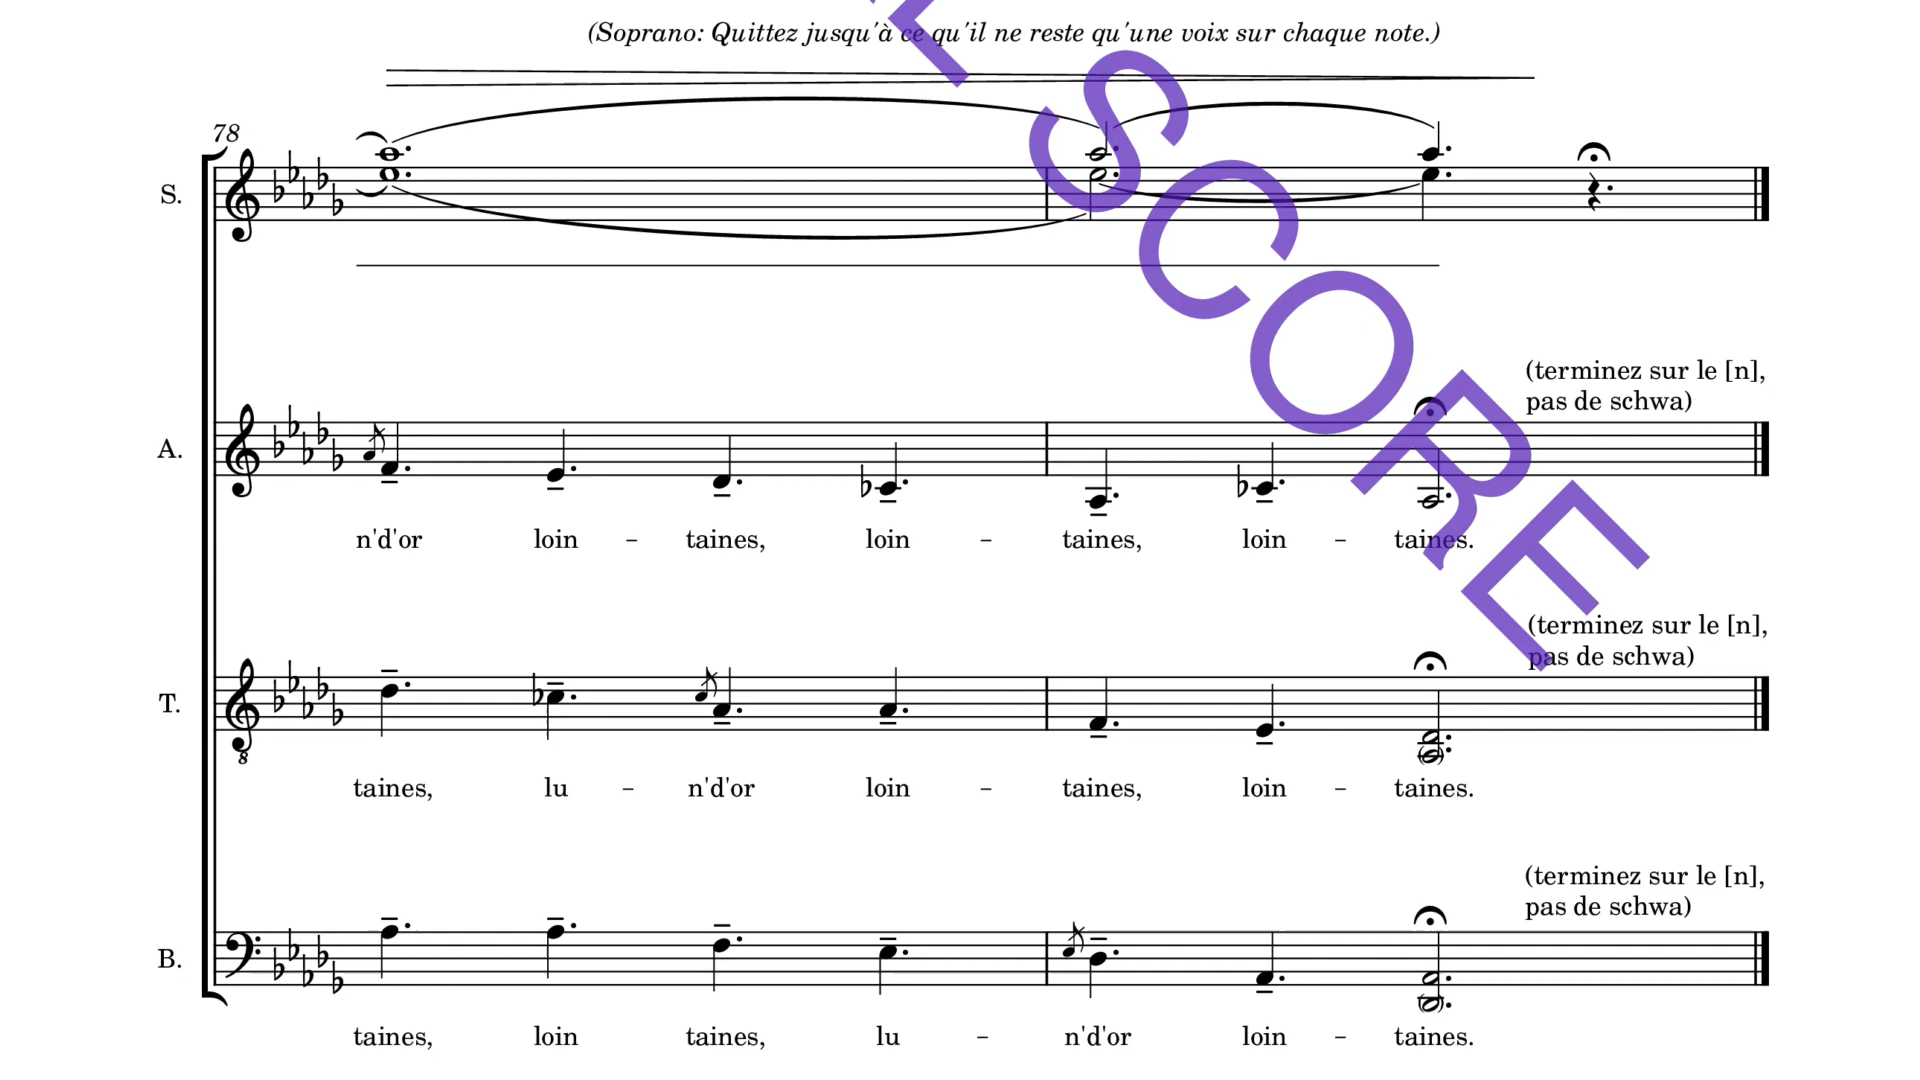 (Soprano: Quittez jusqu'à ce qu'il ne reste qu'une voix sur chaque note.)
78
S.
(terminez sur le [n],
pas de schwa)
A.
n'd'or loin - taines, loin - taines, loin - taines.
(terminez sur le [n],
pas de schwa)
T.
8
taines, lu - n'd'or loin - taines, loin - taines.
(terminez sur le [n],
pas de schwa)
B.
taines, loin taines, lu - n'd'or loin - taines.
SCORE